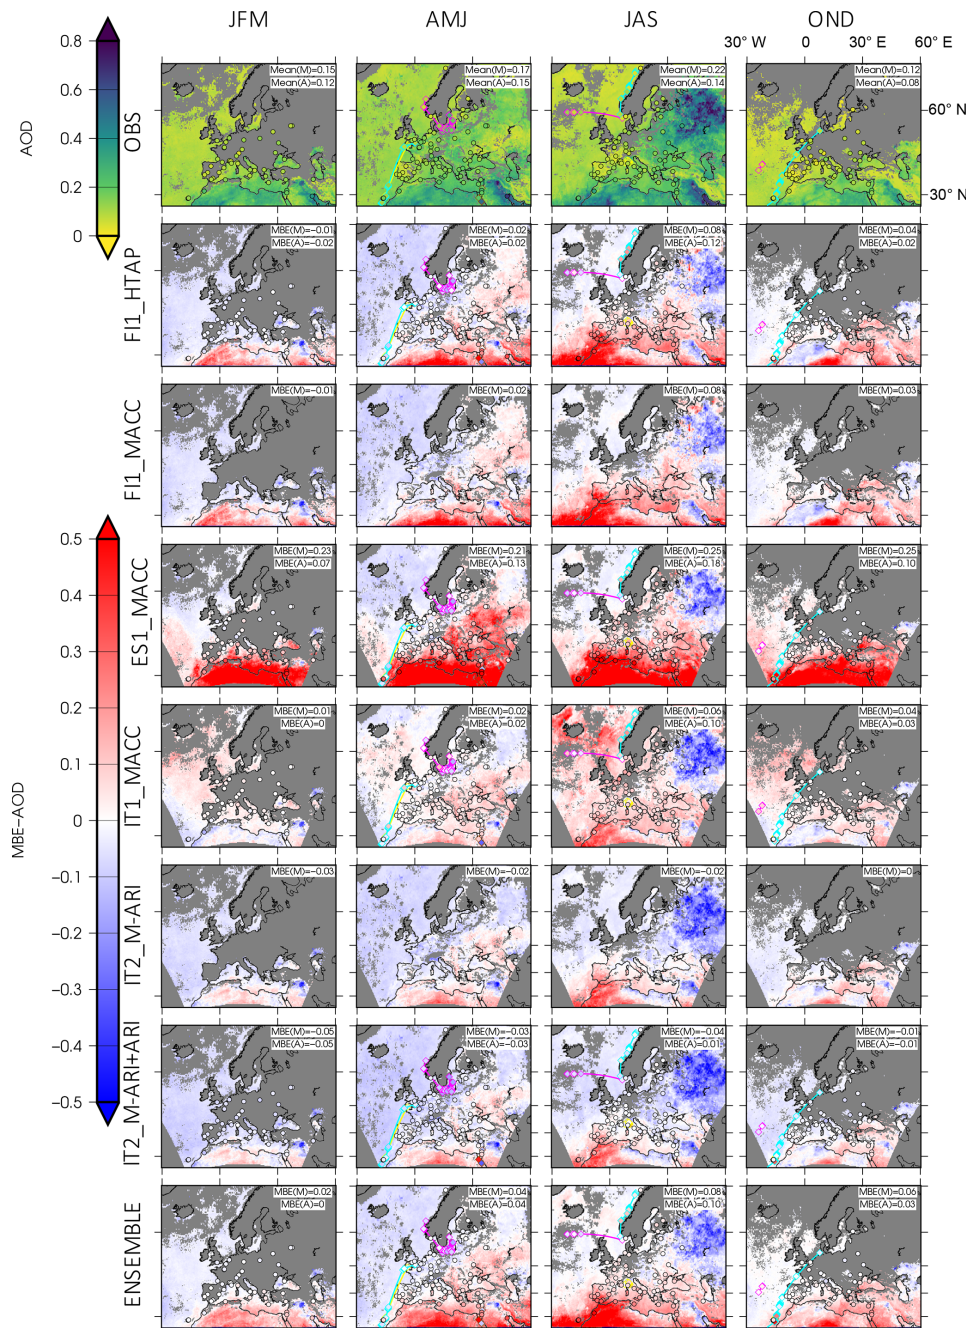 JFM AMJ JAS OND
30° W 0 30° E 60° E
0.8
0.6
0.4
0.2
0
AOD
OBS
Mean(M)=0.15
Mean(A)=0.12
Mean(M)=0.17
Mean(A)=0.15
Mean(M)=0.22
Mean(A)=0.14
Mean(M)=0.12
Mean(A)=0.08
60° N
30° N
FI1_HTAP
MBE(M)=−0.01
MBE(A)=−0.02
MBE(M)=0.02
MBE(A)=0.02
MBE(M)=0.08
MBE(A)=0.12
MBE(M)=0.04
MBE(A)=0.02
FI1_MACC
MBE(M)=−0.01
MBE(M)=0.02
MBE(M)=0.08
MBE(M)=0.03
0.5
0.4
0.3
0.2
0.1
0
−0.1
−0.2
−0.3
−0.4
−0.5
MBE−AOD
ES1_MACC
MBE(M)=0.23
MBE(A)=0.07
MBE(M)=0.21
MBE(A)=0.13
MBE(M)=0.25
MBE(A)=0.18
MBE(M)=0.25
MBE(A)=0.10
IT1_MACC
MBE(M)=0.01
MBE(A)=0
MBE(M)=0.02
MBE(A)=0.02
MBE(M)=0.06
MBE(A)=0.10
MBE(M)=0.04
MBE(A)=0.03
IT2_M-ARI
MBE(M)=−0.03
MBE(M)=−0.02
MBE(M)=−0.02
MBE(M))=0
IT2_M-ARI+ARI
MBE(M)=−0.05
MBE(A)=−0.05
MBE(M)=−0.03
MBE(A)=−0.03
MBE(M)=−0.04
MBE(A)=0.01
MBE(M)=−0.01
MBE(A)=−0.01
ENSEMBLE
MBE(M)=0.02
MBE(A)=0
MBE(M)=0.04
MBE(A)=0.04
MBE(M)=0.08
MBE(A)=0.10
MBE(M)=0.06
MBE(A)=0.03